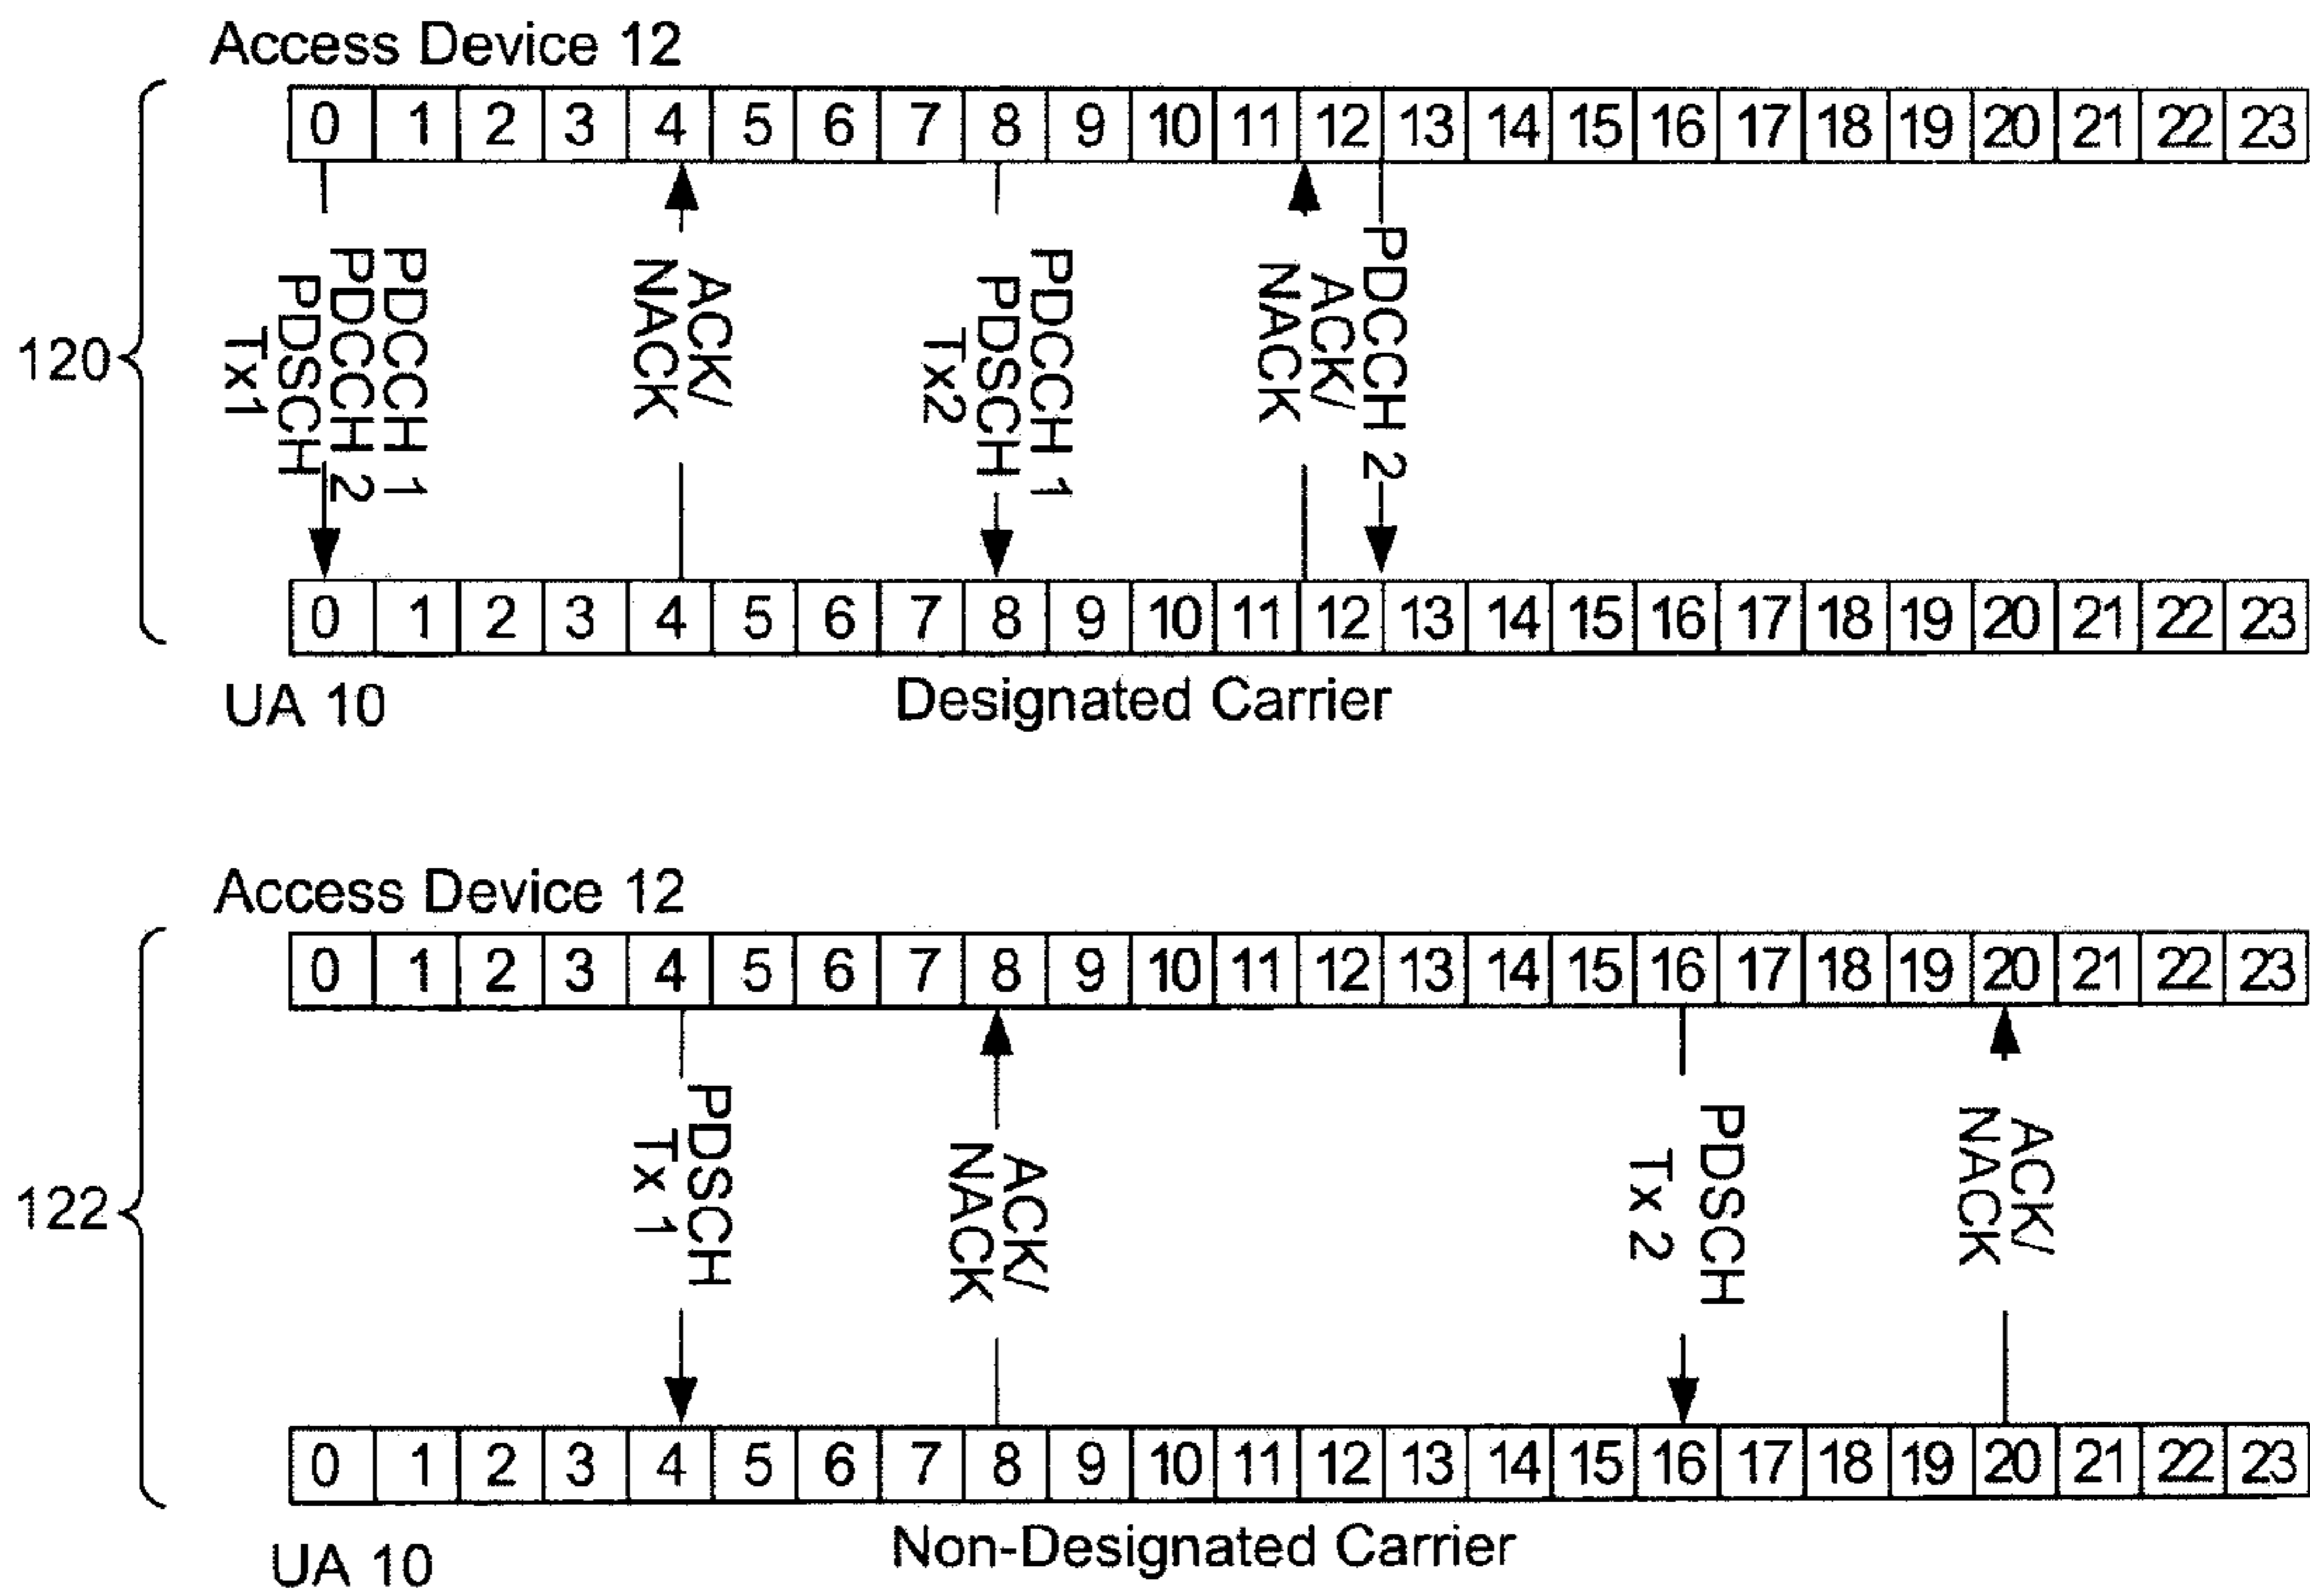 Access Device 12
0 1 2 3 4 5 6 7 8 9 10 11 12 13 14 15 16 17 18 19 20 21 22 23
120
PDCCH 1
PDCCH 2
PDSCH
Tx1
ACK/
NACK
PDCCH 1
PDSCH
Tx2
ACK/
NACK
PDCCH 2
0 1 2 3 4 5 6 7 8 9 10 11 12 13 14 15 16 17 18 19 20 21 22 23
UA 10
Designated Carrier
Access Device 12
0 1 2 3 4 5 6 7 8 9 10 11 12 13 14 15 16 17 18 19 20 21 22 23
122
PDSCH
Tx 1
ACK/
NACK
PDSCH
Tx 2
ACK/
NACK
0 1 2 3 4 5 6 7 8 9 10 11 12 13 14 15 16 17 18 19 20 21 22 23
UA 10
Non-Designated Carrier